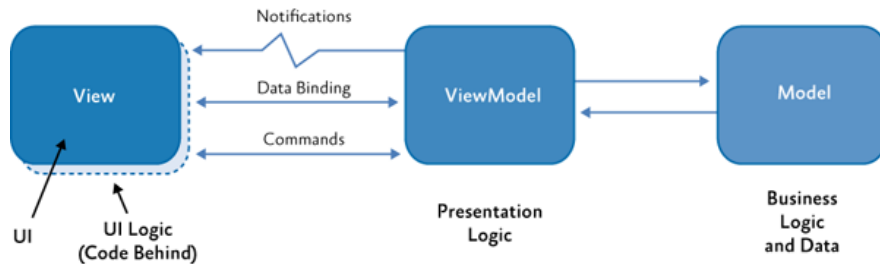 Notifications
View
Data Binding
ViewModel
Model
Commands
UI
UI Logic
(Code Behind)
Presentation
Logic
Business
Logic
and Data